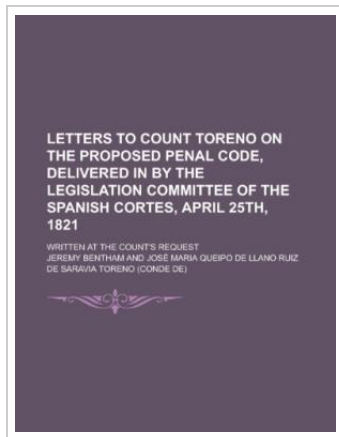 LETTERS TO COUNT TORENO ON
THE PROPOSED PENAL CODE,
DELIVERED IN BY THE
LEGISLATION COMMITTEE OF THE
SPANISH CORTES, APRIL 25TH,
1821
WRITTEN AT THE COUNT'S REQUEST
JEREMY BENTHAM AND JOSÉ MARIA QUEIPO DE LLANO RUIZ
DE SARAVIA TORENO (CONDE DE)